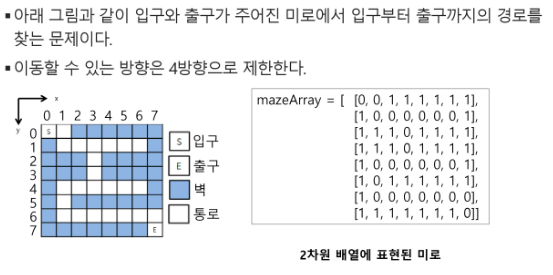 ▪ 아래 그림과 같이 입구와 출구가 주어진 미로에서 입구부터 출구까지의 경로를
찾는 문제이다.
▪ 이동할 수 있는 방향은 4방향으로 제한한다.
x
y
0 1 2 3 4 5 6 7
0
1
2
3
4
5
6
7
S
E
S 입구
E 출구
벽
통로
mazeArray = [ [0, 0, 1, 1, 1, 1, 1, 1],
[1, 0, 0, 0, 0, 0, 0, 1],
[1, 1, 1, 0, 1, 1, 1, 1],
[1, 1, 1, 0, 1, 1, 1, 1],
[1, 0, 0, 0, 0, 0, 0, 1],
[1, 0, 1, 1, 1, 1, 1, 1],
[1, 0, 0, 0, 0, 0, 0, 0],
[1, 1, 1, 1, 1, 1, 1, 0]]
2차원 배열에 표현된 미로